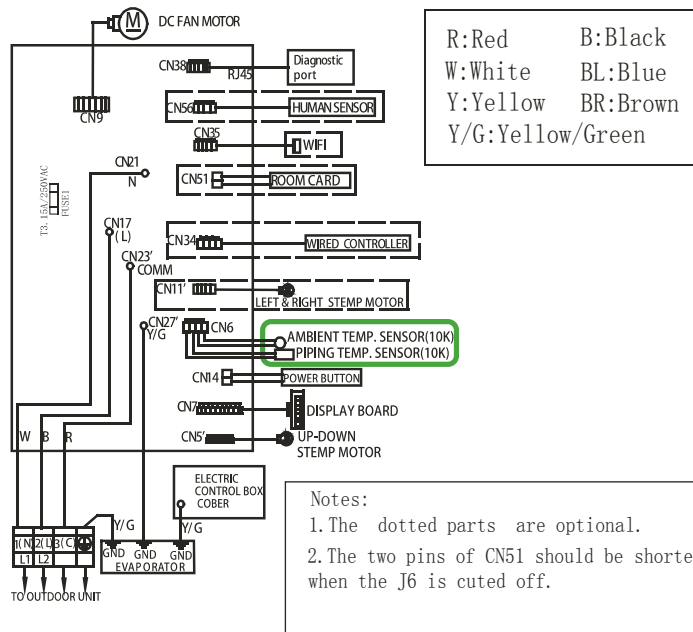 M DC FAN MOTOR
CN38 RJ45 Diagnostic
port
CN56 HUMAN SENSOR
CN9
CN35 WIFI
CN21
N
CN51 ROOM CARD
T3.15A/250VAC
FUSE1
CN17
(L)
CN34 WIRED CONTROLLER
CN23'
COMM
CN11' LEFT & RIGHT STEMP MOTOR
CN27'
Y/G
CN6
AMBIENT TEMP. SENSOR(10K)
PIPING TEMP. SENSOR(10K)
CN14 POWER BUTTON
CN7 DISPLAY BOARD
CN5' UP-DOWN
STEMP MOTOR
W B R
ELECTRIC
CONTROL BOX
COBER
Y/G Y/G
1(N) 2(L) 3(C)
L1 L2
GND GND GND
EVAPORATOR
TO OUTDOOR UNIT
R:Red B:Black
W:White BL:Blue
Y:Yellow BR:Brown
Y/G:Yellow/Green
Notes:
1.The dotted parts are optional.
2.The two pins of CN51 should be shorte
when the J6 is cuted off.